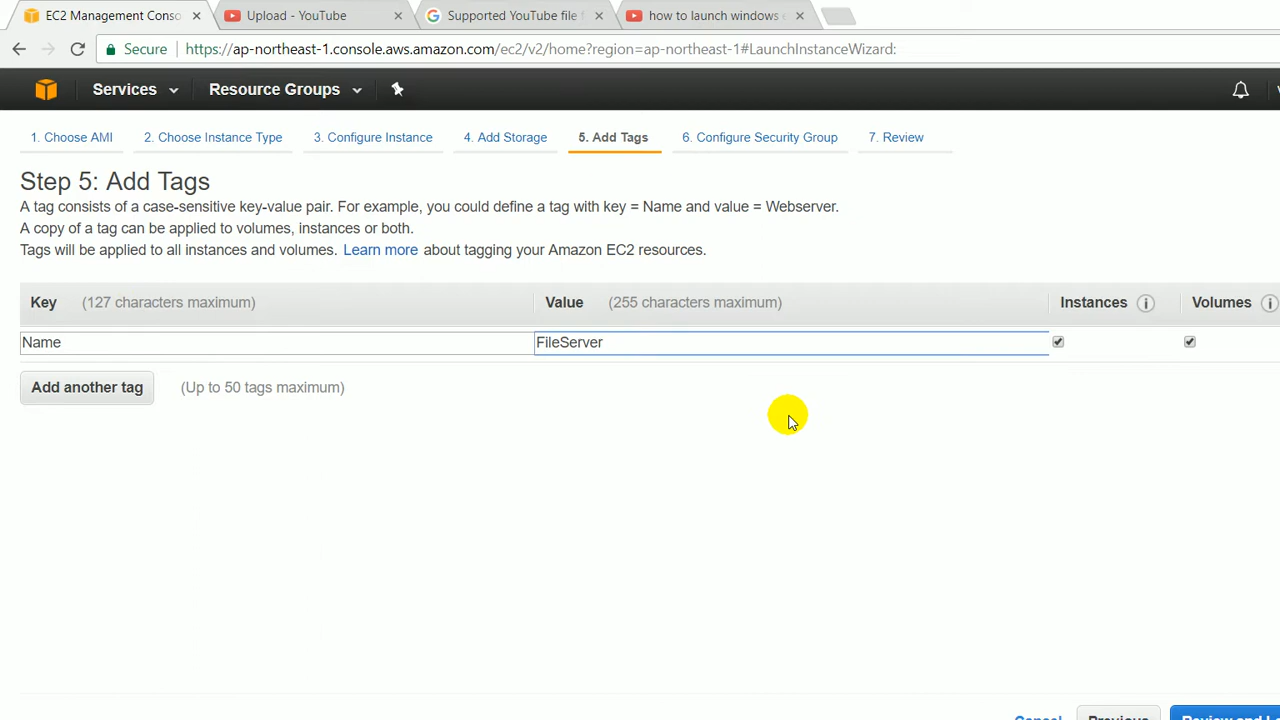 EC2 Management Conso
Upload - YouTube
Supported YouTube file
how to launch windows
Secure
https://ap-northeast-1.console.aws.amazon.com/ec2/v2/home?region=ap-northeast-1#LaunchInstanceWizard:
Services
Resource Groups
1. Choose AMI
2. Choose Instance Type
3. Configure Instance
4. Add Storage
5. Add Tags
6. Configure Security Group
7. Review
Step 5: Add Tags
A tag consists of a case-sensitive key-value pair. For example, you could define a tag with key = Name and value = Webserver.
A copy of a tag can be applied to volumes, instances or both.
Tags will be applied to all instances and volumes. Learn more about tagging your Amazon EC2 resources.
Key (127 characters maximum) Value (255 characters maximum) Instances Volumes
Name FileServer
Add another tag (Up to 50 tags maximum)
Cancel Previous Review and